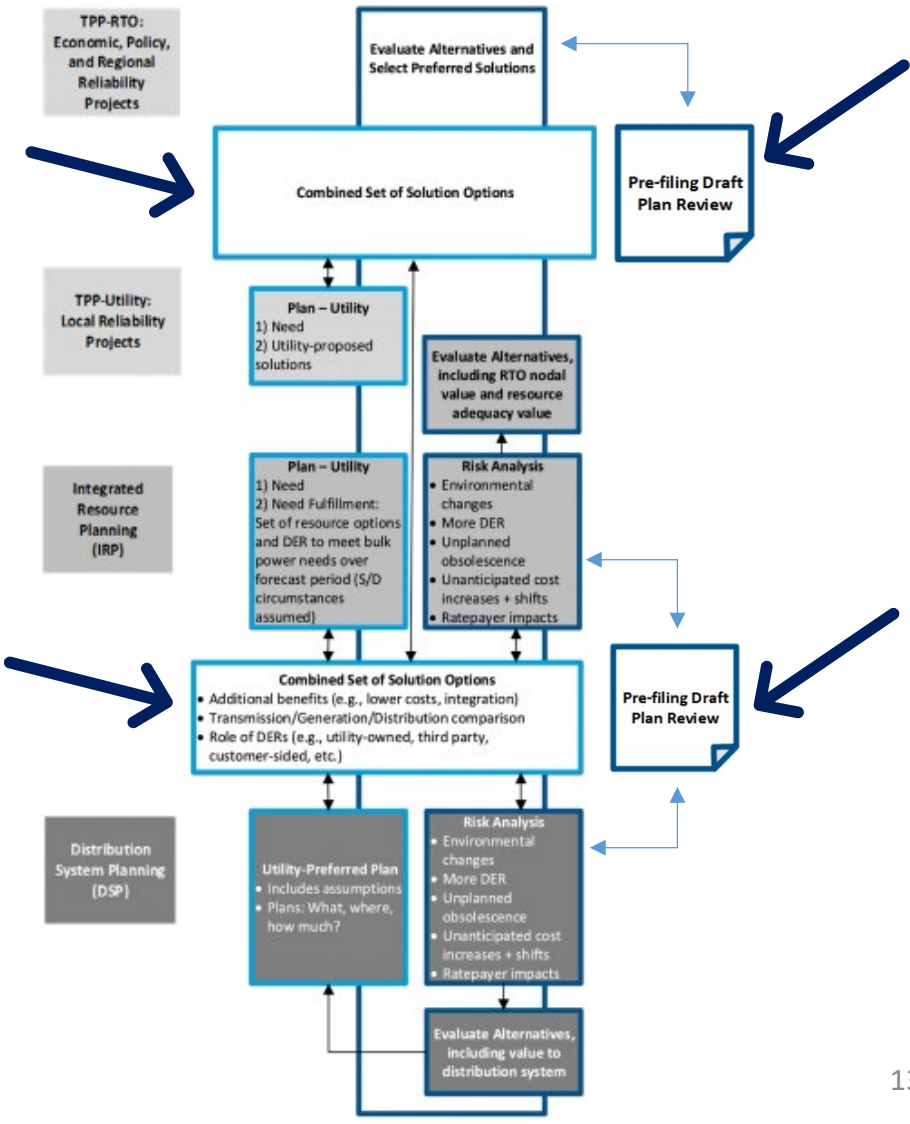 TPP-RTO:
Economic, Policy,
and Regional
Reliability
Projects
Evaluate Alternatives and
Select Preferred Solutions
Combined Set of Solution Options
Pre-filing Draft
Plan Review
TPP-Utility:
Local Reliability
Projects
Plan – Utility
1) Need
2) Utility-proposed
solutions
Evaluate Alternatives,
including RTO nodal
value and resource
adequacy value
Integrated
Resource
Planning
(IRP)
Plan – Utility
1) Need
2) Need Fulfillment:
Set of resource options
and DER to meet bulk
power needs over
forecast period (S/D
circumstances
assumed)
Risk Analysis
• Environmental
changes
• More DER
• Unplanned
obsolescence
• Unanticipated cost
increases + shifts
• Ratepayer impacts
Combined Set of Solution Options
• Additional benefits (e.g., lower costs, integration)
• Transmission/Generation/Distribution comparison
• Role of DERs (e.g., utility-owned, third party,
customer-sided, etc.)
Pre-filing Draft
Plan Review
Distribution
System Planning
(DSP)
Utility-Preferred Plan
• Includes assumptions
• Plans: What, where,
how much?
Risk Analysis
• Environmental
changes
• More DER
• Unplanned
obsolescence
• Unanticipated cost
increases + shifts
• Ratepayer impacts
Evaluate Alternatives,
including value to
distribution system